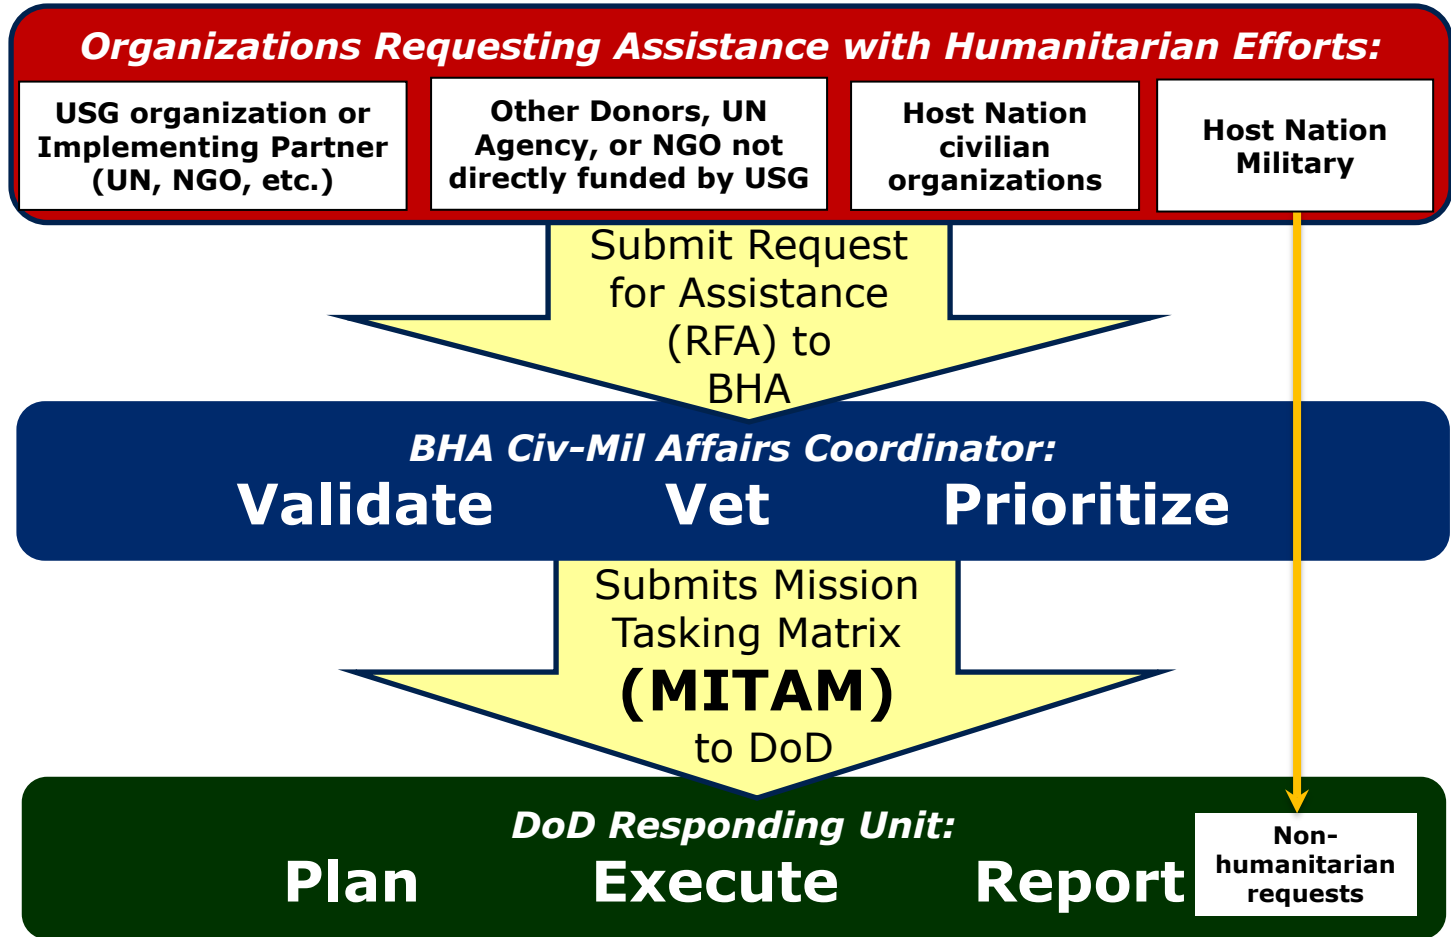 Organizations Requesting Assistance with Humanitarian Efforts:
USG organization or
Implementing Partner
(UN, NGO, etc.)
Other Donors, UN
Agency, or NGO not
directly funded by USG
Host Nation
civilian
organizations
Host Nation
Military
Submit Request
for Assistance
(RFA) to
BHA
BHA Civ-Mil Affairs Coordinator:
Validate Vet Prioritize
Submits Mission
Tasking Matrix
(MITAM)
to DoD
DoD Responding Unit:
Plan Execute Report
Non-
humanitarian
requests